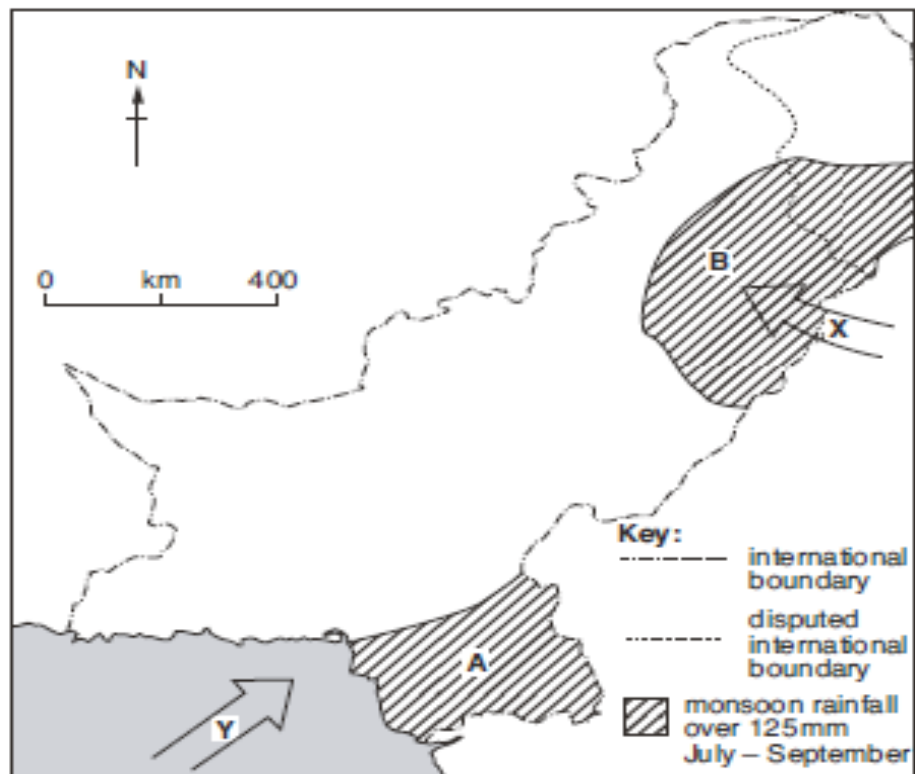 N
0 km 400
B
X
A
Y
Key:
international
boundary
disputed
international
boundary
monsoon rainfall
over 125mm
July – September